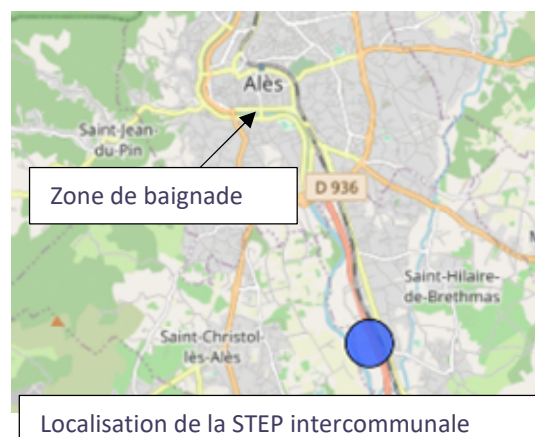 Alès
Saint-Jean-
du-Pin
Zone de baignade
D 936
Saint-Hilaire-
de-Brethmas
Saint-Christol-
lès-Alès
Localisation de la STEP intercommunale